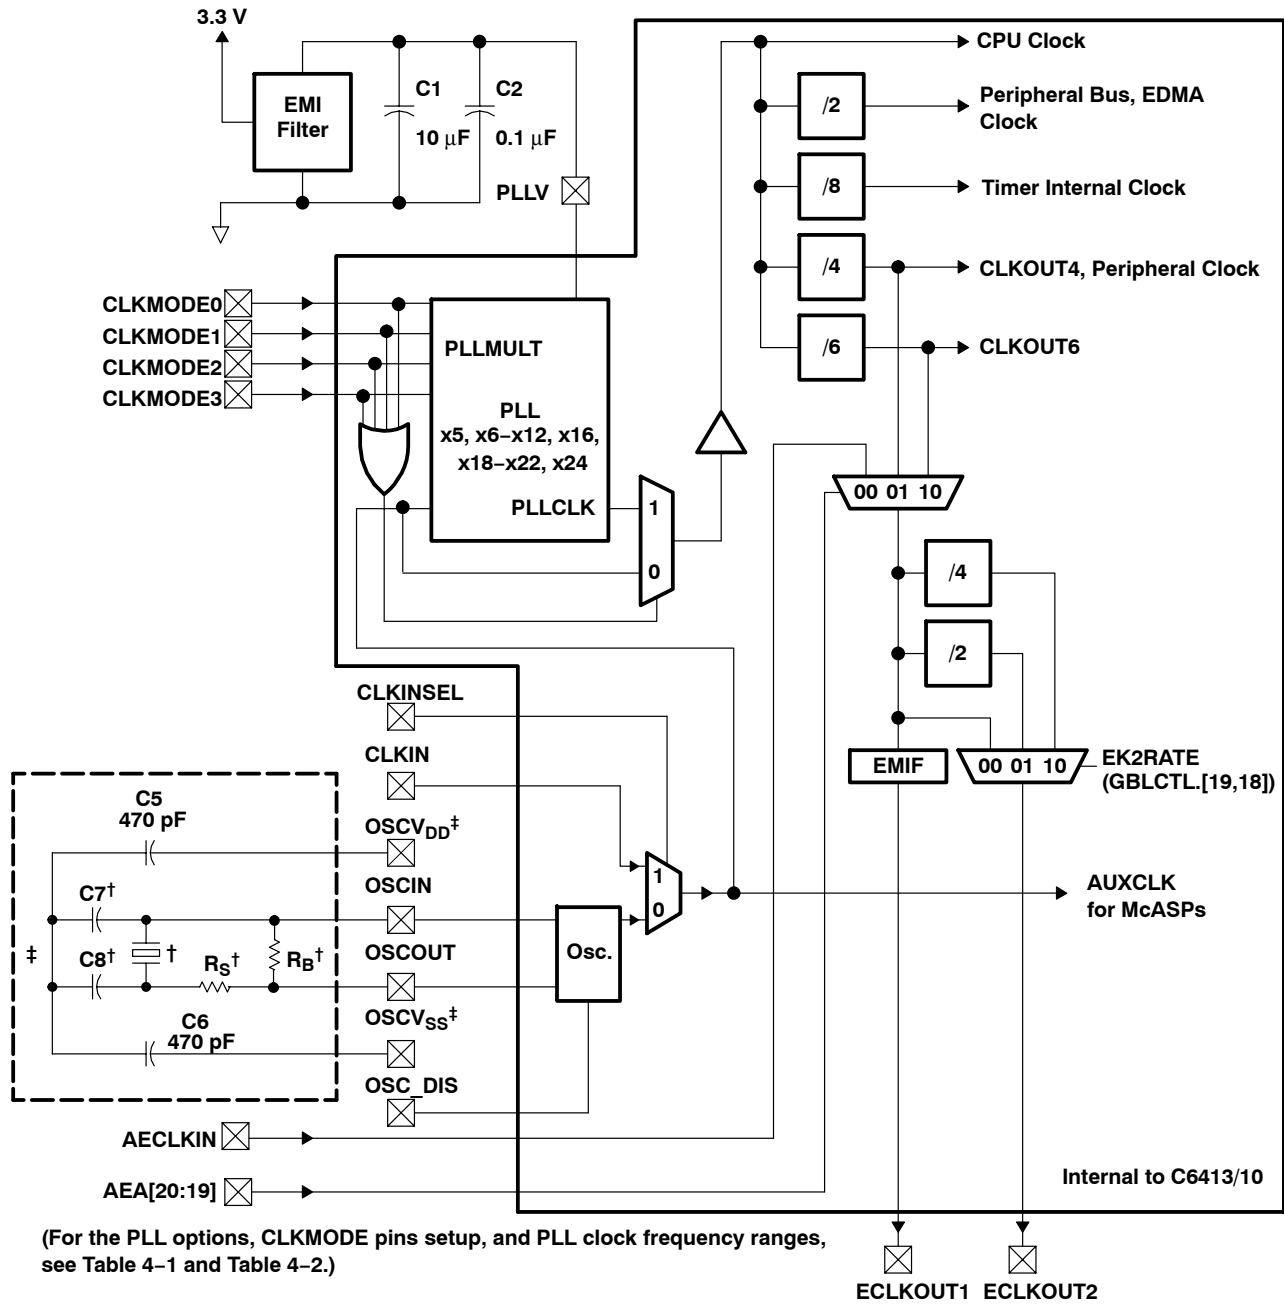 3.3 V
EMI
Filter
C1
10 μF
C2
0.1 μF
PLLV
CPU Clock
/2
Peripheral Bus, EDMA
Clock
/8
Timer Internal Clock
/4
CLKOUT4, Peripheral Clock
/6
CLKOUT6
CLKMODE0
CLKMODE1
CLKMODE2
CLKMODE3
PLLMULT
PLL
x5, x6−x12, x16,
x18−x22, x24
PLLCLK
1
0
00 01 10
/4
/2
EMIF
00 01 10
EK2RATE
(GBLCTL.[19,18])
CLKINSEL
CLKIN
OSCVDD‡
OSCIN
OSCOUT
OSCVSS‡
OSC_DIS
C5
470 pF
C7†
‡
C8†
†
RS†
RB†
C6
470 pF
Osc.
1
0
AUXCLK
for McASPs
AECLKIN
AEA[20:19]
Internal to C6413/10
(For the PLL options, CLKMODE pins setup, and PLL clock frequency ranges,
see Table 4−1 and Table 4−2.)
ECLKOUT1 ECLKOUT2